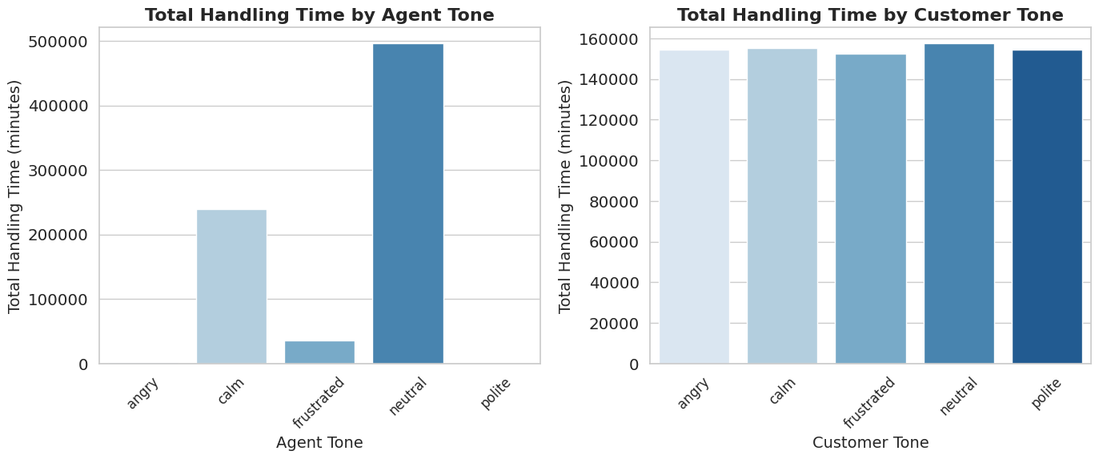 Total Handling Time by Agent Tone
Total Handling Time (minutes)
500000
400000
300000
200000
100000
0
angry
calm
frustrated
neutral
polite
Agent Tone
Total Handling Time by Customer Tone
Total Handling Time (minutes)
160000
140000
120000
100000
80000
60000
40000
20000
0
angry
calm
frustrated
neutral
polite
Customer Tone